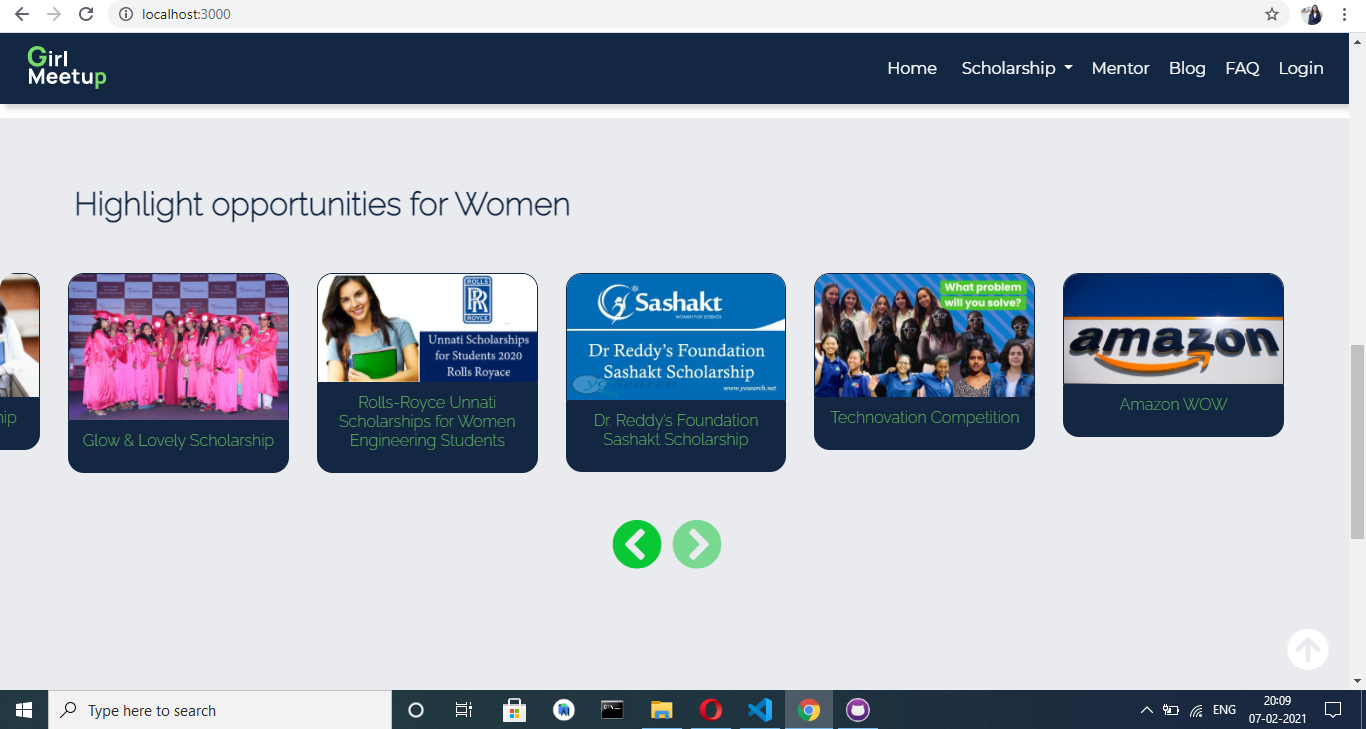 localhost:3000
Girl
Meetup
Home Scholarship Mentor Blog FAQ Login
Highlight opportunities for Women
ip
Glow & Lovely Scholarship
ROLLS
RR
ROYCE
Unnati Scholarships
for Students 2020
Rolls Royace
Rolls-Royce Unnati
Scholarships for Women
Engineering Students
Sashakt
WOMEN FOR SCIENCE
Dr Reddy's Foundation
Sashakt Scholarship
www.yosearch.net
Dr. Reddy's Foundation
Sashakt Scholarship
What problem
will you solve?
Technovation Competition
amazon
Amazon WOW
Type here to search
ENG
20:09
07-02-2021